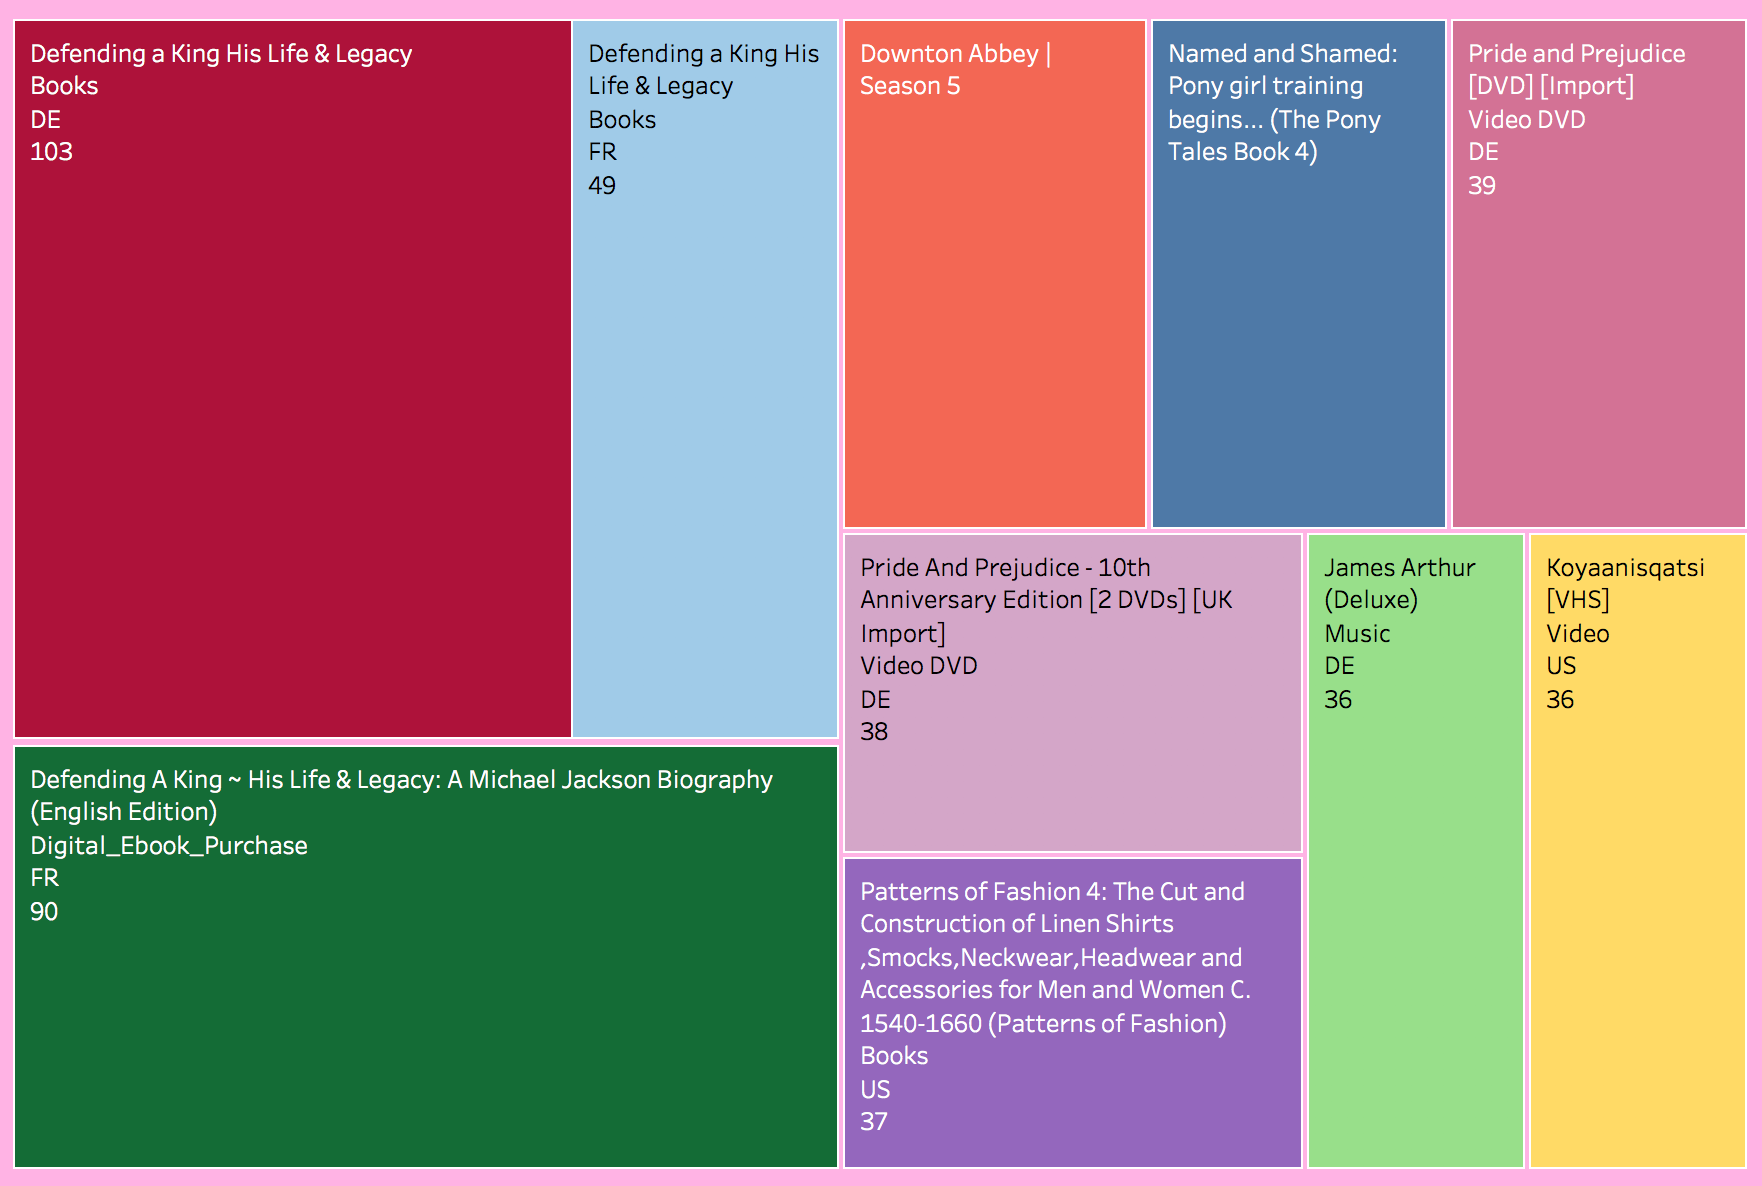 Defending a King His Life & Legacy
Books
DE
103
Defending a King His
Life & Legacy
Books
FR
49
Downton Abbey |
Season 5
Named and Shamed:
Pony girl training
begins... (The Pony
Tales Book 4)
Pride and Prejudice
[DVD] [Import]
Video DVD
DE
39
Defending A King ~ His Life & Legacy: A Michael Jackson Biography
(English Edition)
Digital_Ebook_Purchase
FR
90
Pride And Prejudice - 10th
Anniversary Edition [2 DVDs] [UK
Import]
Video DVD
DE
38
James Arthur
(Deluxe)
Music
DE
36
Koyaanisqatsi
[VHS]
Video
US
36
Patterns of Fashion 4: The Cut and
Construction of Linen Shirts
,Smocks,Neckwear,Headwear and
Accessories for Men and Women C.
1540-1660 (Patterns of Fashion)
Books
US
37